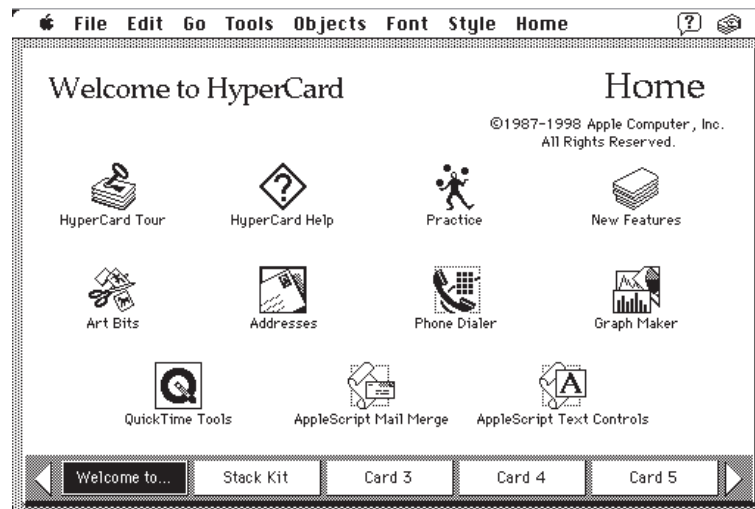 File Edit Go Tools Objects Font Style Home ?
Welcome to HyperCard
Home
©1987-1998 Apple Computer, Inc.
All Rights Reserved.
HyperCard Tour HyperCard Help Practice New Features
Art Bits Addresses Phone Dialer Graph Maker
QuickTime Tools AppleScript Mail Merge AppleScript Text Controls
Welcome to... Stack Kit Card 3 Card 4 Card 5